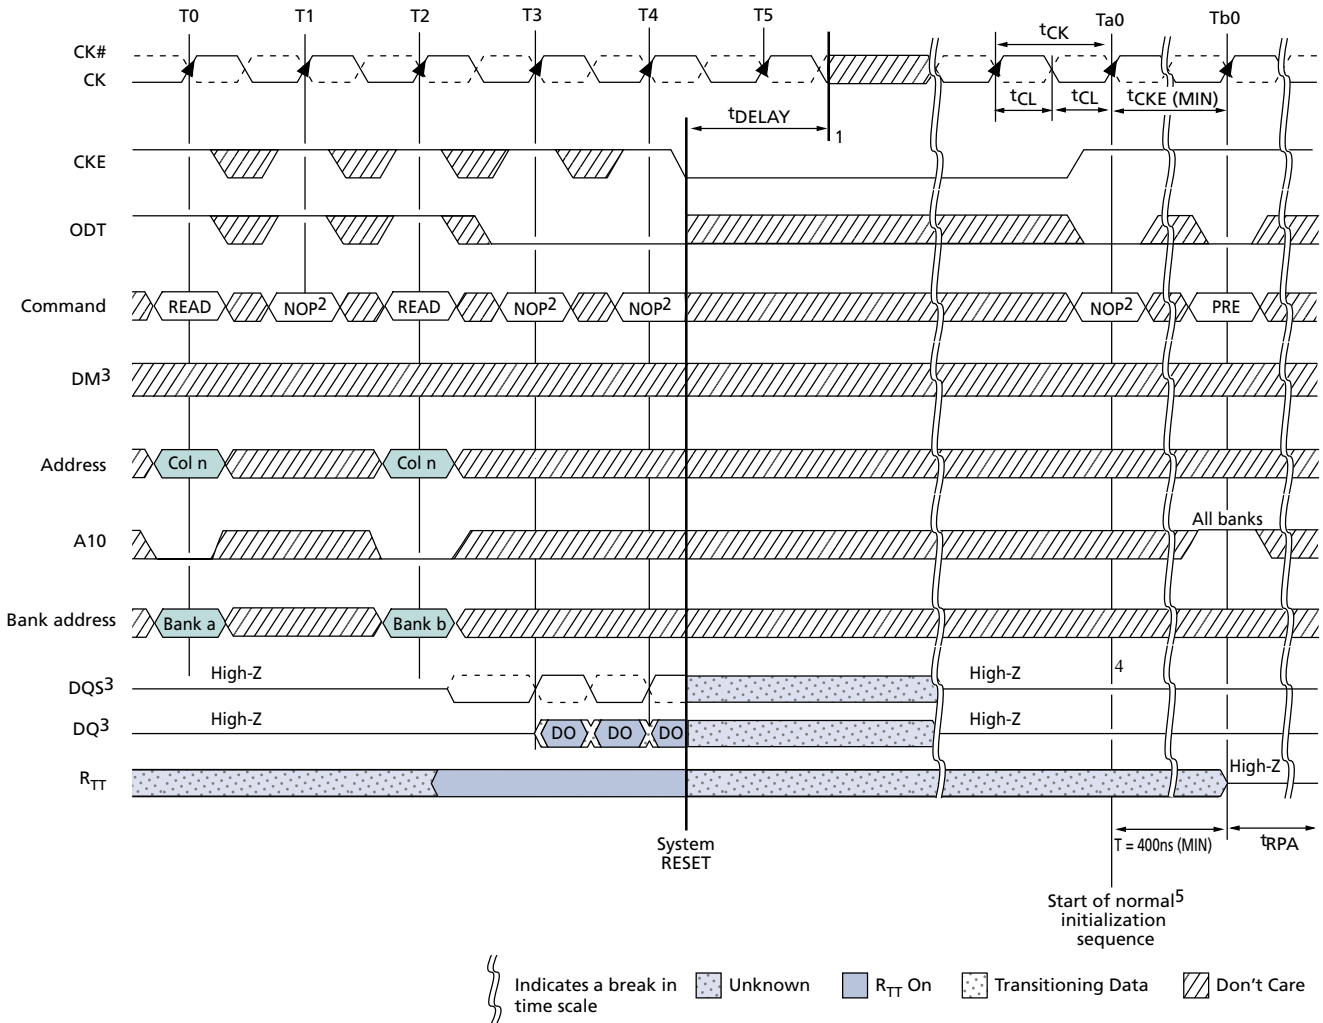 T0 T1 T2 T3 T4 T5 Ta0 Tb0
CK#
CK
tCK
tCL tCL tCKE (MIN)
tDELAY
1
CKE
ODT
Command READ NOP2 READ NOP2 NOP2 NOP2 PRE
DM3
Address Col n Col n
A10 All banks
Bank address Bank a Bank b
DQS3 High-Z High-Z 4
DQ3 High-Z DO DO DO High-Z
RTT High-Z
System
RESET
T = 400ns (MIN) tRPA
Start of normal5
initialization
sequence
Indicates a break in
time scale
Unknown
RTT On
Transitioning Data
Don't Care